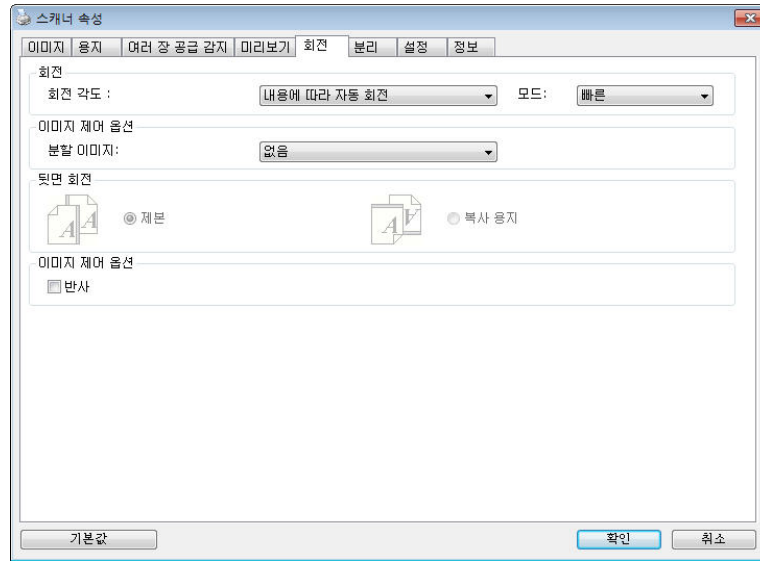 스캐너 속성
이미지 용지 여러 장 공급 감지 미리보기 회전 분리 설정 정보
회전
회전 각도 : 내용에 따라 자동 회전 모드: 빠른
이미지 제어 옵션
분할 이미지: 없음
뒷면 회전
A A 제본 A A 복사 용지
이미지 제어 옵션
반사
기본값 확인 취소